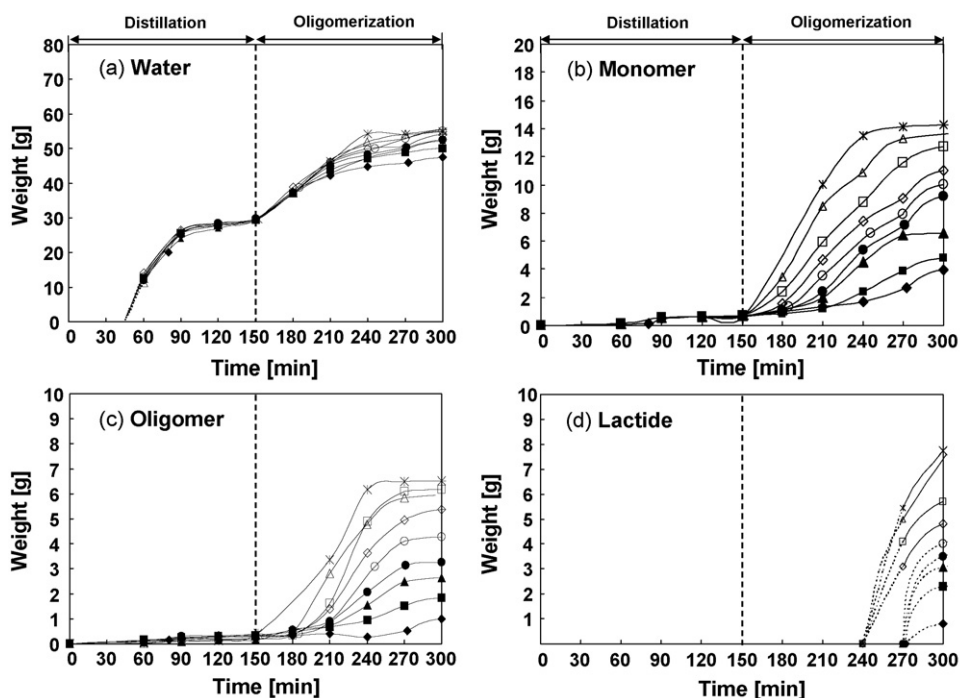 Distillation Oligomerization Distillation Oligomerization
(a) Water
Weight [g]
80
70
60
50
40
30
20
10
0
0 30 60 90 120 150 180 210 240 270 300
Time [min]
(b) Monomer
Weight [g]
20
18
16
14
12
10
8
6
4
2
0
0 30 60 90 120 150 180 210 240 270 300
Time [min]
(c) Oligomer
Weight [g]
10
9
8
7
6
5
4
3
2
1
0
0 30 60 90 120 150 180 210 240 270 300
Time [min]
(d) Lactide
Weight [g]
10
9
8
7
6
5
4
3
2
1
0 30 60 90 120 150 180 210 240 270 300
Time [min]